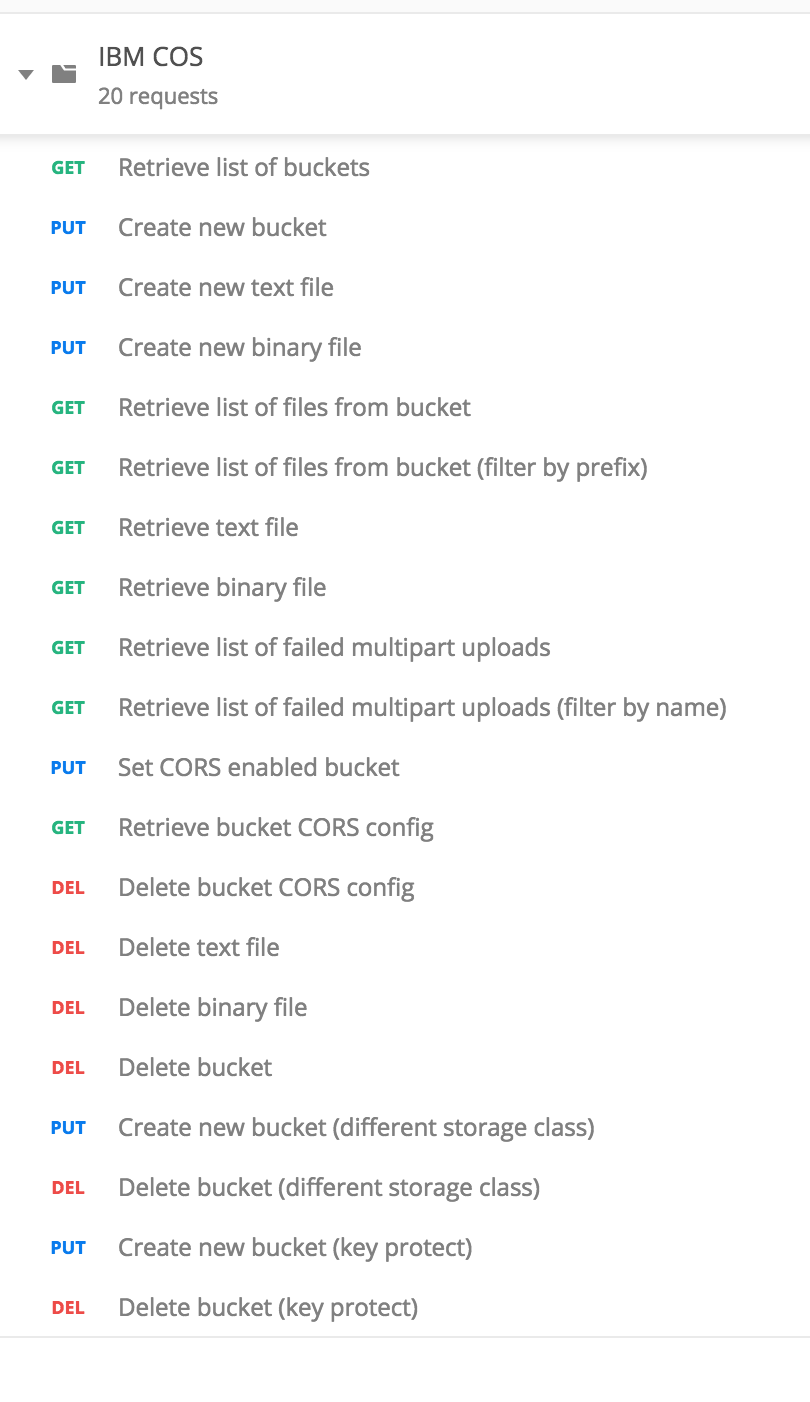 IBM COS
20 requests
GET Retrieve list of buckets
PUT Create new bucket
PUT Create new text file
PUT Create new binary file
GET Retrieve list of files from bucket
GET Retrieve list of files from bucket (filter by prefix)
GET Retrieve text file
GET Retrieve binary file
GET Retrieve list of failed multipart uploads
GET Retrieve list of failed multipart uploads (filter by name)
PUT Set CORS enabled bucket
GET Retrieve bucket CORS config
DEL Delete bucket CORS config
DEL Delete text file
DEL Delete binary file
DEL Delete bucket
PUT Create new bucket (different storage class)
DEL Delete bucket (different storage class)
PUT Create new bucket (key protect)
DEL Delete bucket (key protect)